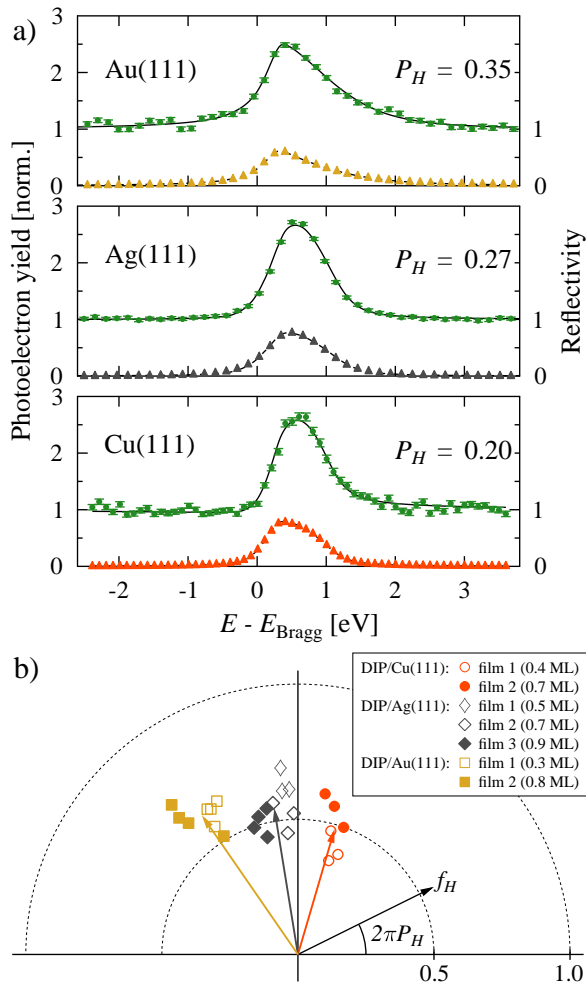 a)
Photoelectron yield [norm.]
Reflectivity
3
Au(111)
P_H = 0.35
2
1
1
0
0
3
Ag(111)
P_H = 0.27
2
1
1
0
0
3
Cu(111)
P_H = 0.20
2
1
1
0
0
-2 -1 0 1 2 3
E - E_Bragg [eV]
b)
DIP/Cu(111): film 1 (0.4 ML)
film 2 (0.7 ML)
DIP/Ag(111): film 1 (0.5 ML)
film 2 (0.7 ML)
film 3 (0.9 ML)
DIP/Au(111): film 1 (0.3 ML)
film 2 (0.8 ML)
f_H
2πP_H
0.5 1.0